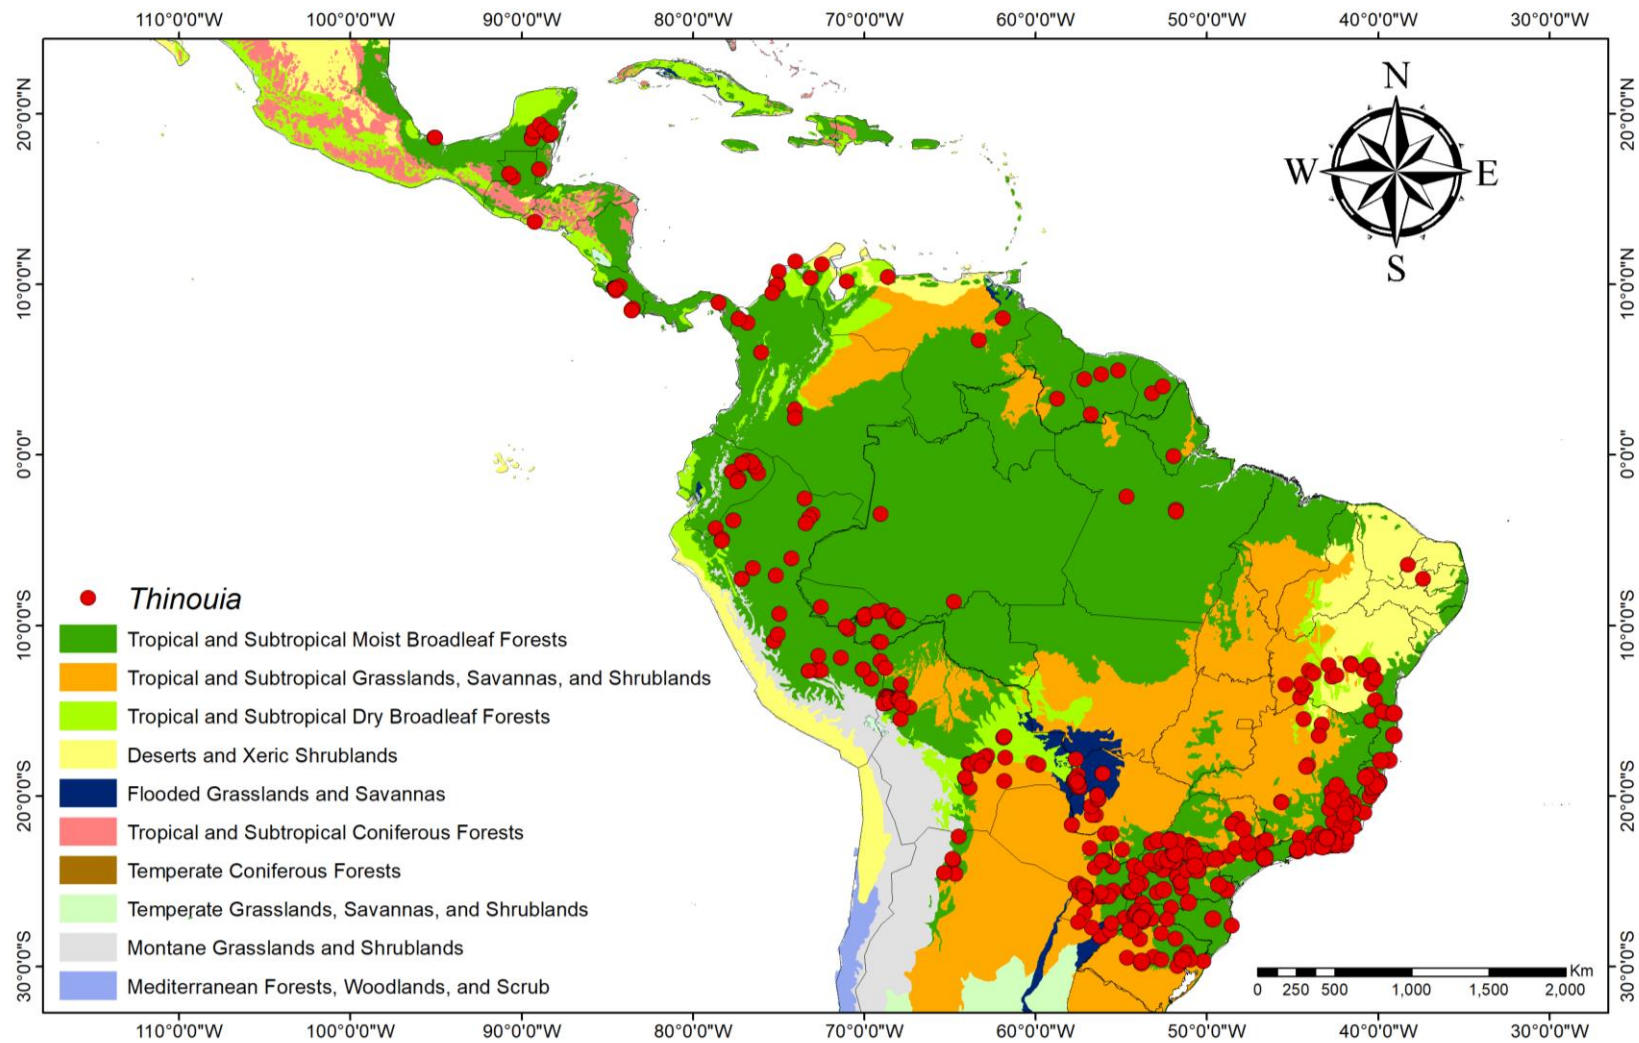 110°0'0"W 100°0'0"W 90°0'0"W 80°0'0"W 70°0'0"W 60°0'0"W 50°0'0"W 40°0'0"W 30°0'0"W
20°0'0"N
10°0'0"N
0°0'0"
10°0'0"S
20°0'0"S
30°0'0"S
N
W E
S
20°0'0"N
10°0'0"N
0°0'0"
10°0'0"S
20°0'0"S
30°0'0"S
Thinouia
Tropical and Subtropical Moist Broadleaf Forests
Tropical and Subtropical Grasslands, Savannas, and Shrublands
Tropical and Subtropical Dry Broadleaf Forests
Deserts and Xeric Shrublands
Flooded Grasslands and Savannas
Tropical and Subtropical Coniferous Forests
Temperate Coniferous Forests
Temperate Grasslands, Savannas, and Shrublands
Montane Grasslands and Shrublands
Mediterranean Forests, Woodlands, and Scrub
Km
0 250 500 1,000 1,500 2,000
110°0'0"W 100°0'0"W 90°0'0"W 80°0'0"W 70°0'0"W 60°0'0"W 50°0'0"W 40°0'0"W 30°0'0"W